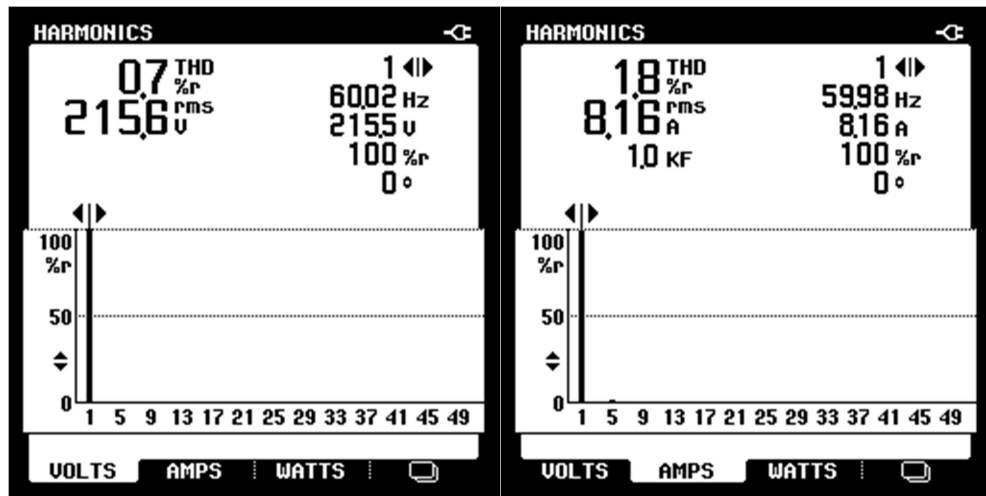 HARMONICS
0.7 THD %r
215.6 rms V
1
60.02 Hz
215.5 V
100 %r
0 °
100
%r
50
0
1 5 9 13 17 21 25 29 33 37 41 45 49
VOLTS AMPS WATTS
HARMONICS
1.8 THD %r
8.16 rms A
1.0 KF
1
59.98 Hz
8.16 A
100 %r
0 °
100
%r
50
0
1 5 9 13 17 21 25 29 33 37 41 45 49
VOLTS AMPS WATTS